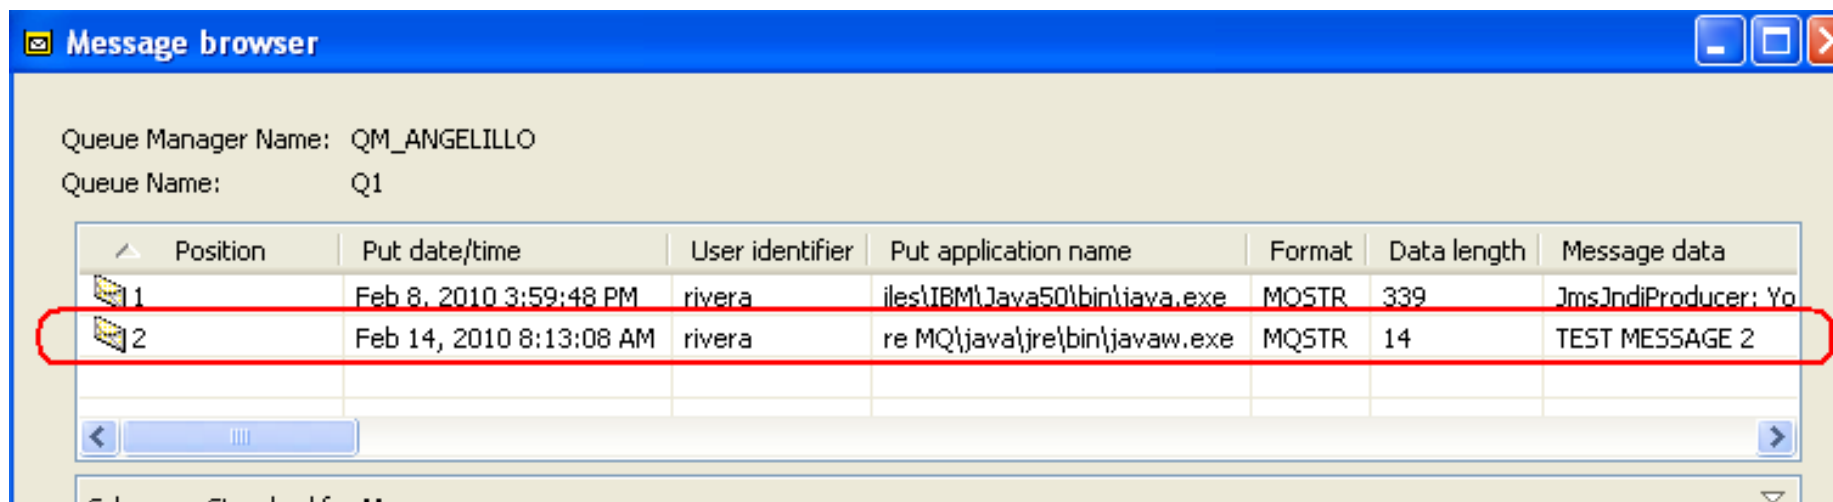 Message browser
Queue Manager Name: QM_ANGELILLO
Queue Name: Q1
Position Put date/time User identifier Put application name Format Data length Message data
1 Feb 8, 2010 3:59:48 PM rivera iles\IBM\Java50\bin\java.exe MQSTR 339 JmsJndiProducer: Yo
2 Feb 14, 2010 8:13:08 AM rivera re MQ\java\jre\bin\javaw.exe MQSTR 14 TEST MESSAGE 2